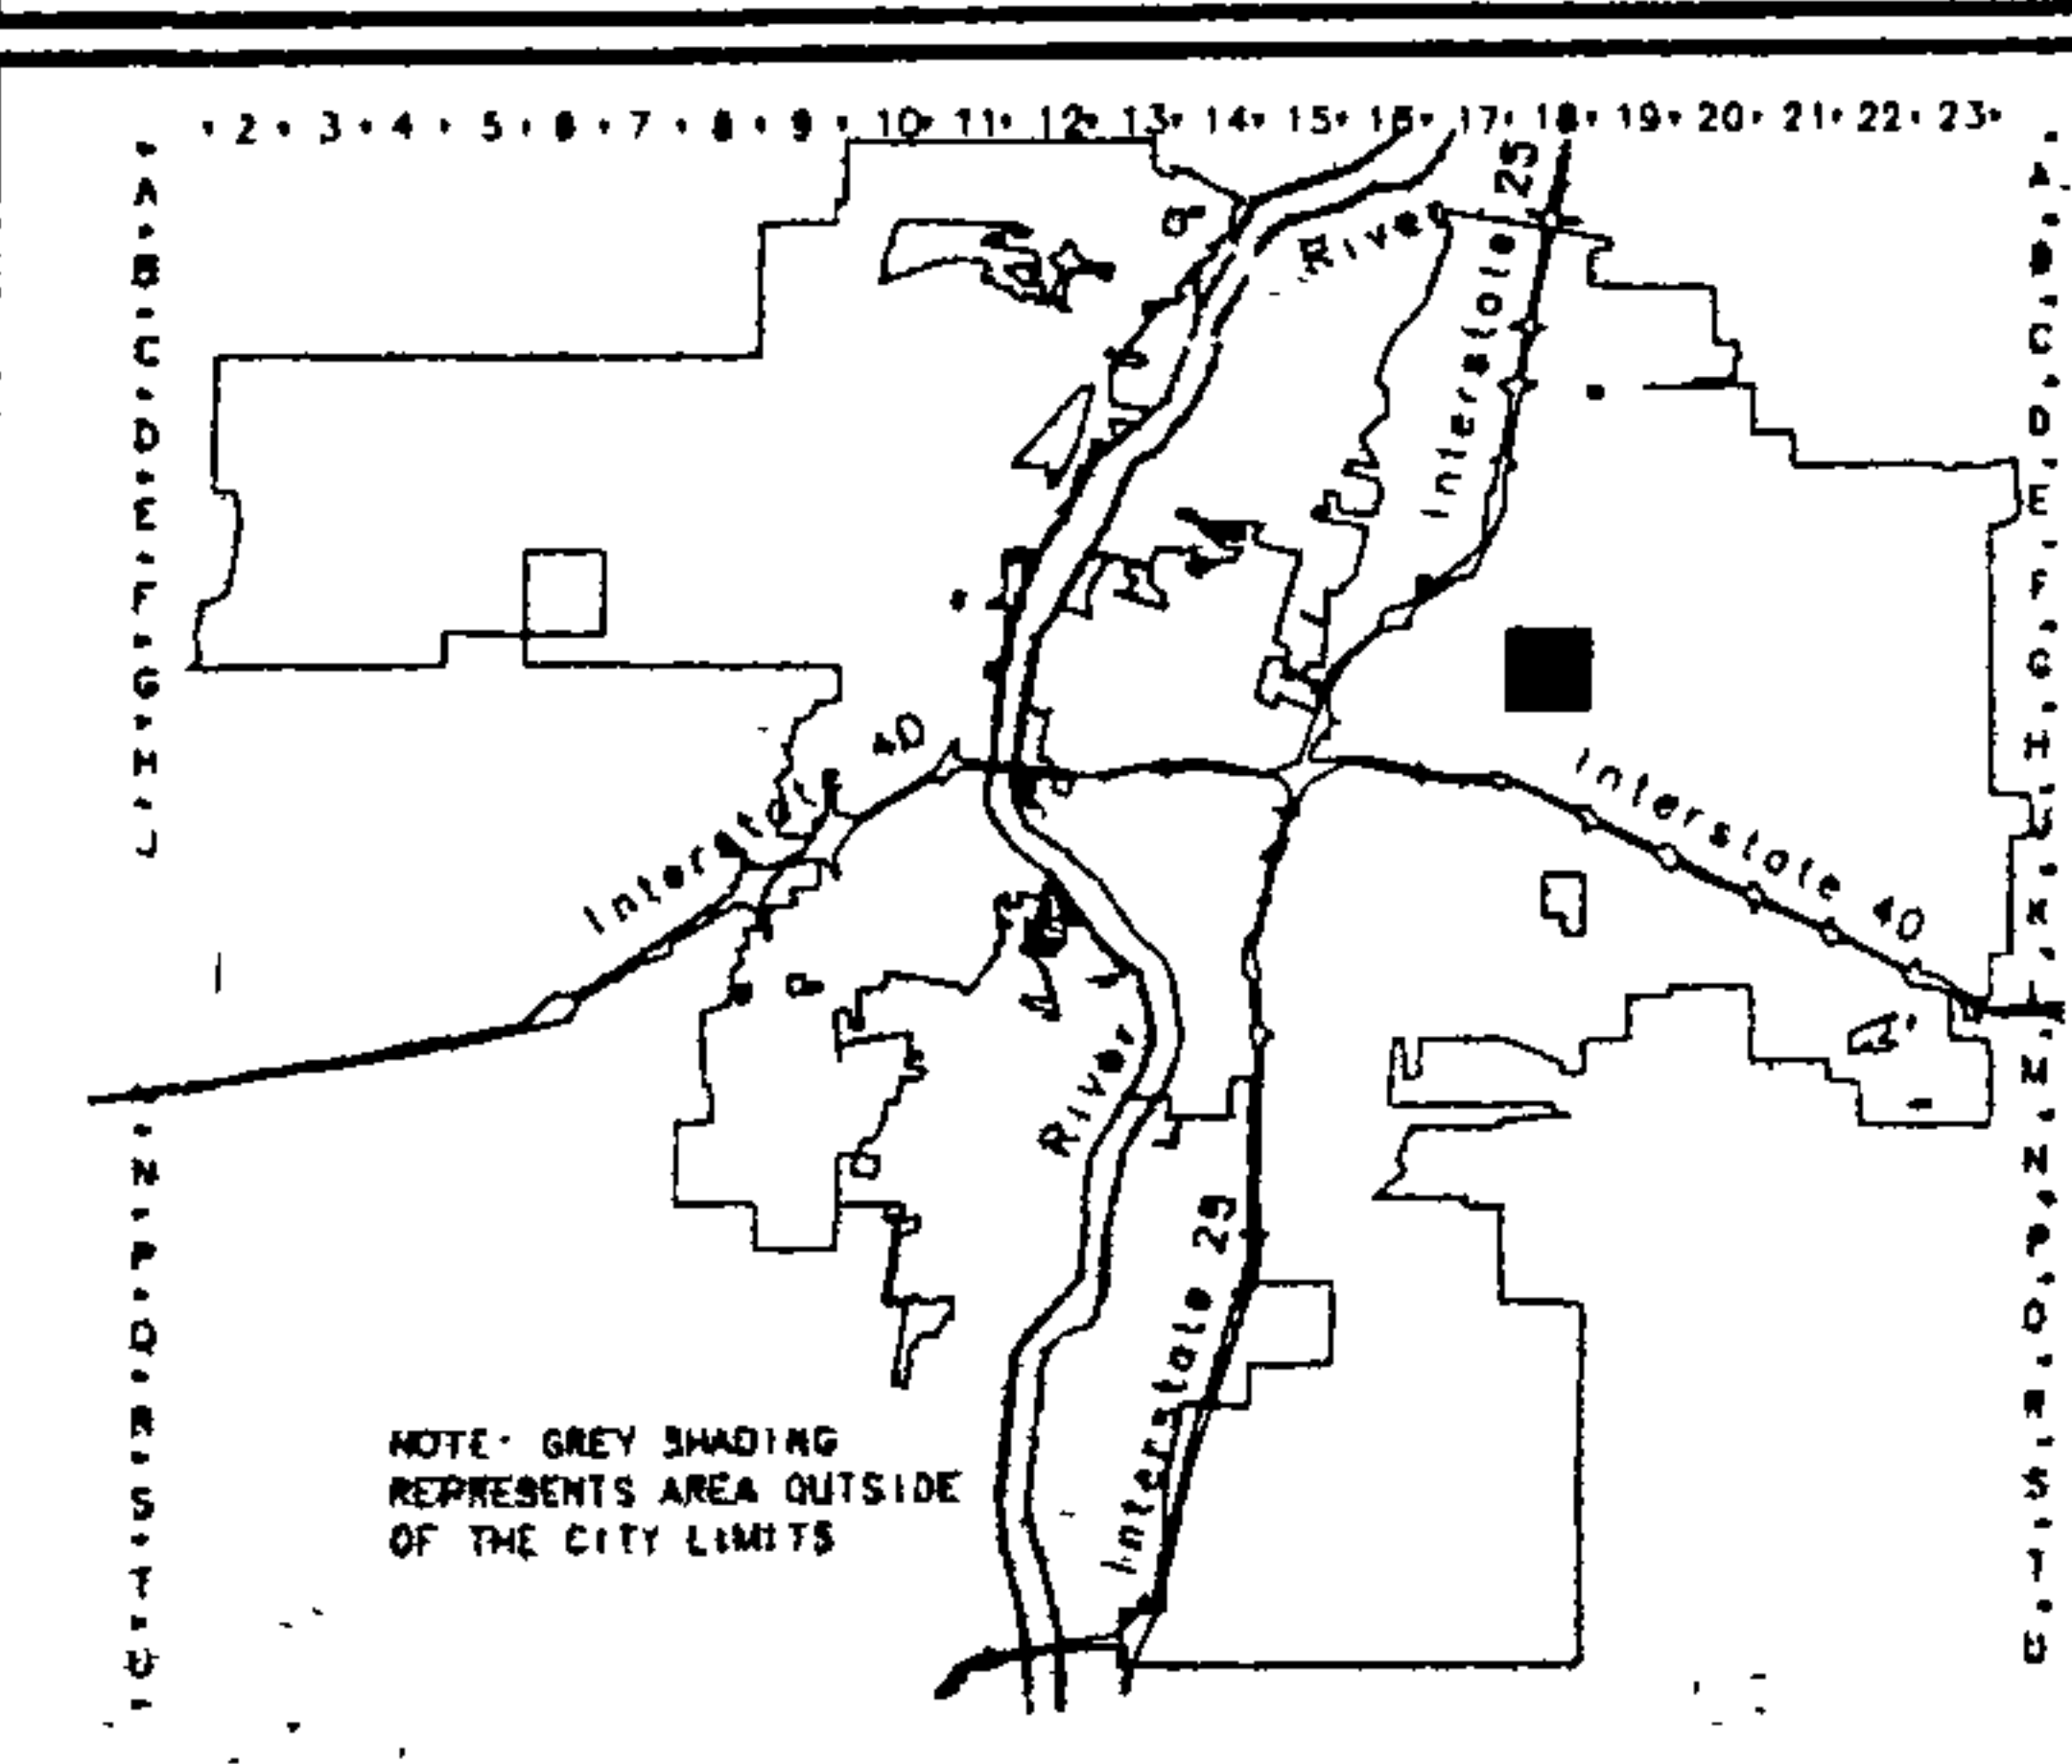 2 3 4 5 6 7 8 9 10 11 12 13 14 15 16 17 18 19 20 21 22 23
A
B
C
D
E
F
G
H
J
N
P
Q
R
S
T
U
A
B
C
D
E
F
G
H
J
K
L
M
N
P
Q
R
S
T
U
River
Interstate 25
Interstate 40
Interstate 40
River
Interstate 29
NOTE: GREY SHADING
REPRESENTS AREA OUTSIDE
OF THE CITY LIMITS